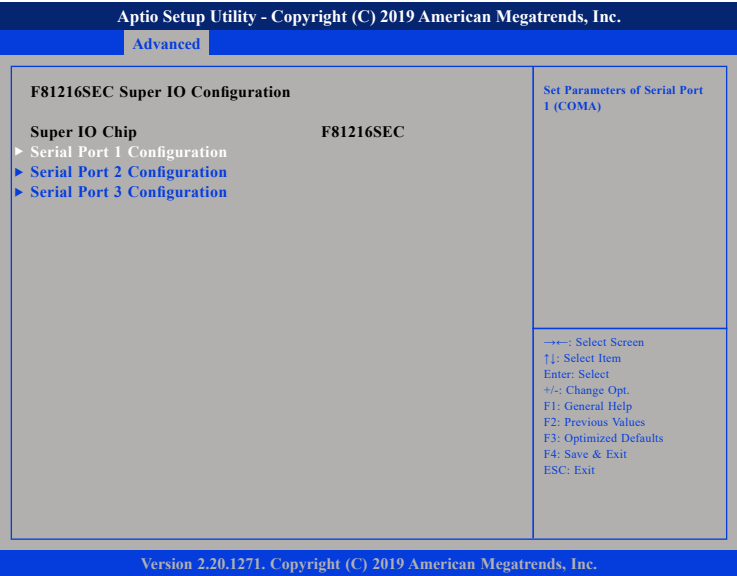 Aptio Setup Utility - Copyright (C) 2019 American Megatrends, Inc.
Advanced
F81216SEC Super IO Configuration
Super IO Chip F81216SEC
► Serial Port 1 Configuration
► Serial Port 2 Configuration
► Serial Port 3 Configuration
Set Parameters of Serial Port
1 (COMA)
→←: Select Screen
↑↓: Select Item
Enter: Select
+/-: Change Opt.
F1: General Help
F2: Previous Values
F3: Optimized Defaults
F4: Save & Exit
ESC: Exit
Version 2.20.1271. Copyright (C) 2019 American Megatrends, Inc.